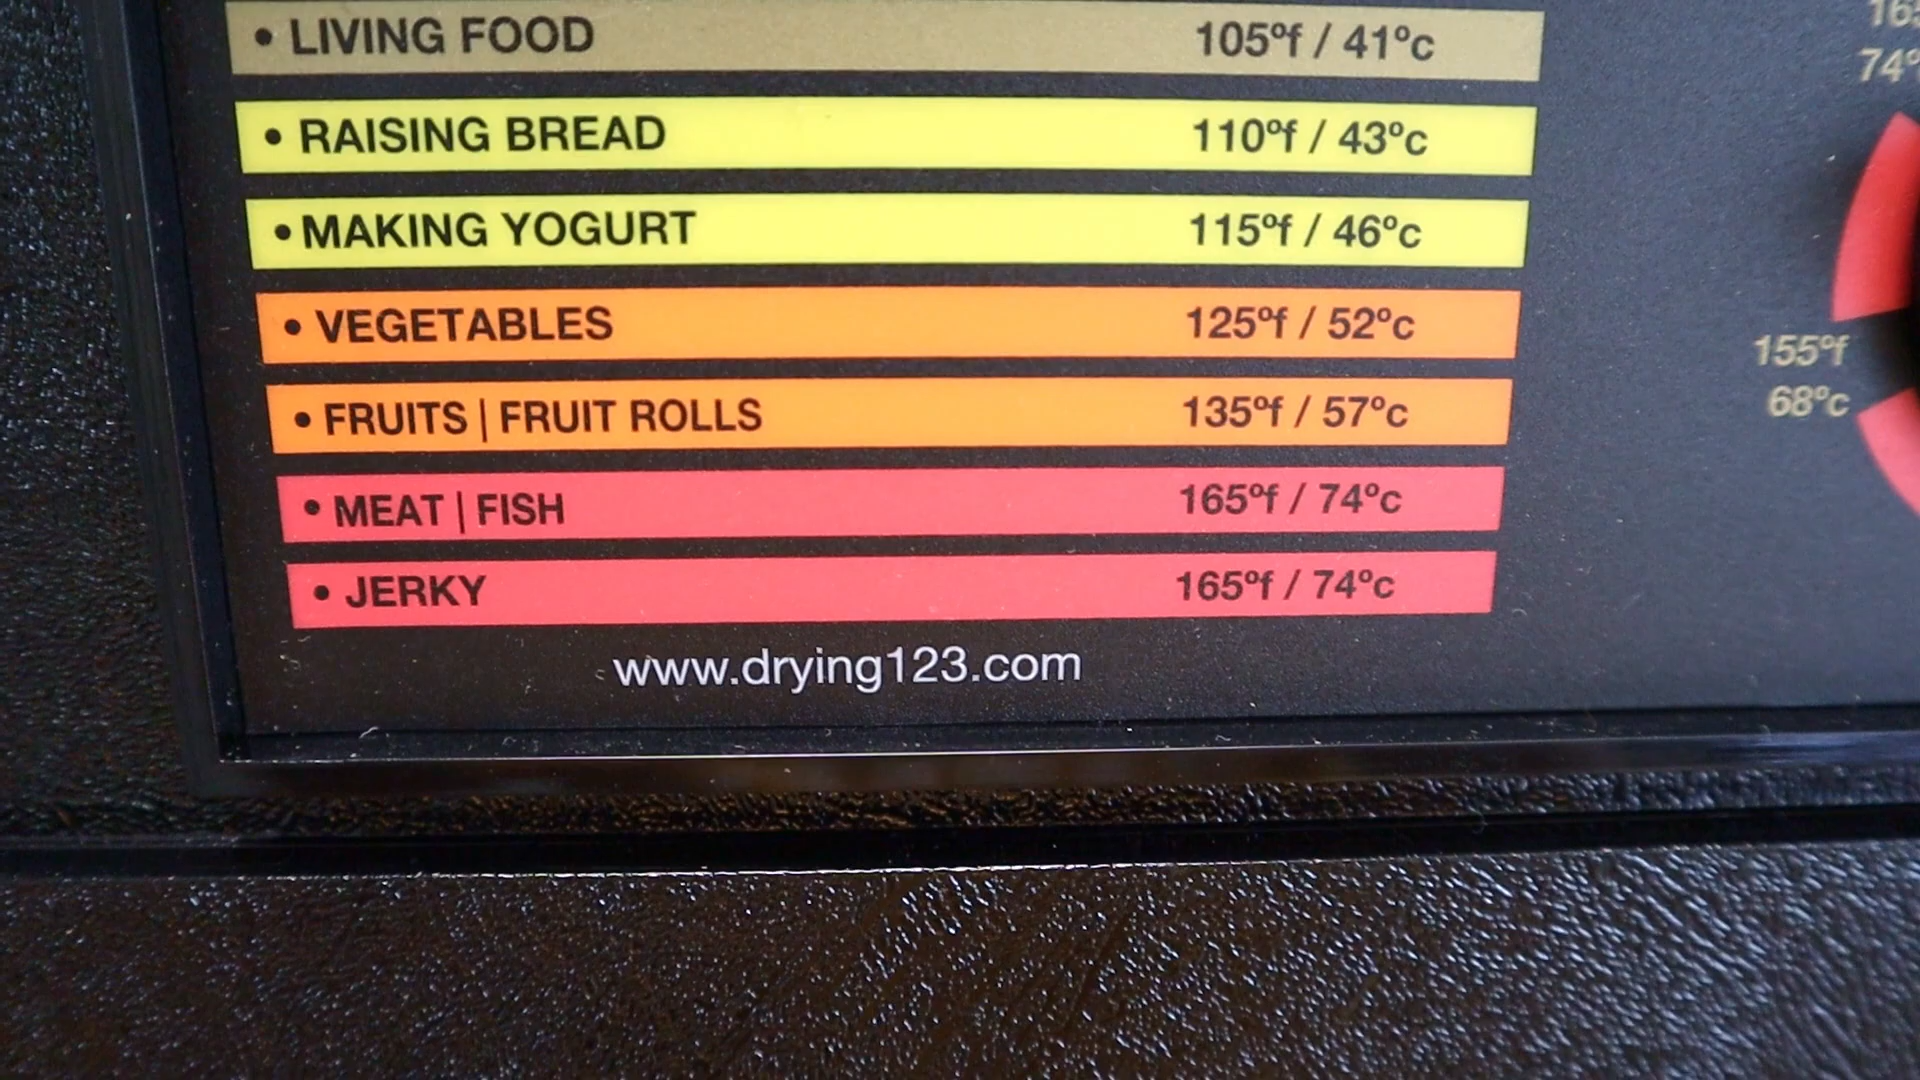 • LIVING FOOD 105ºf / 41ºc
• RAISING BREAD 110ºf / 43ºc
• MAKING YOGURT 115ºf / 46ºc
• VEGETABLES 125ºf / 52ºc
• FRUITS | FRUIT ROLLS 135ºf / 57ºc
• MEAT | FISH 165ºf / 74ºc
• JERKY 165ºf / 74ºc
www.drying123.com
155ºf
68ºc